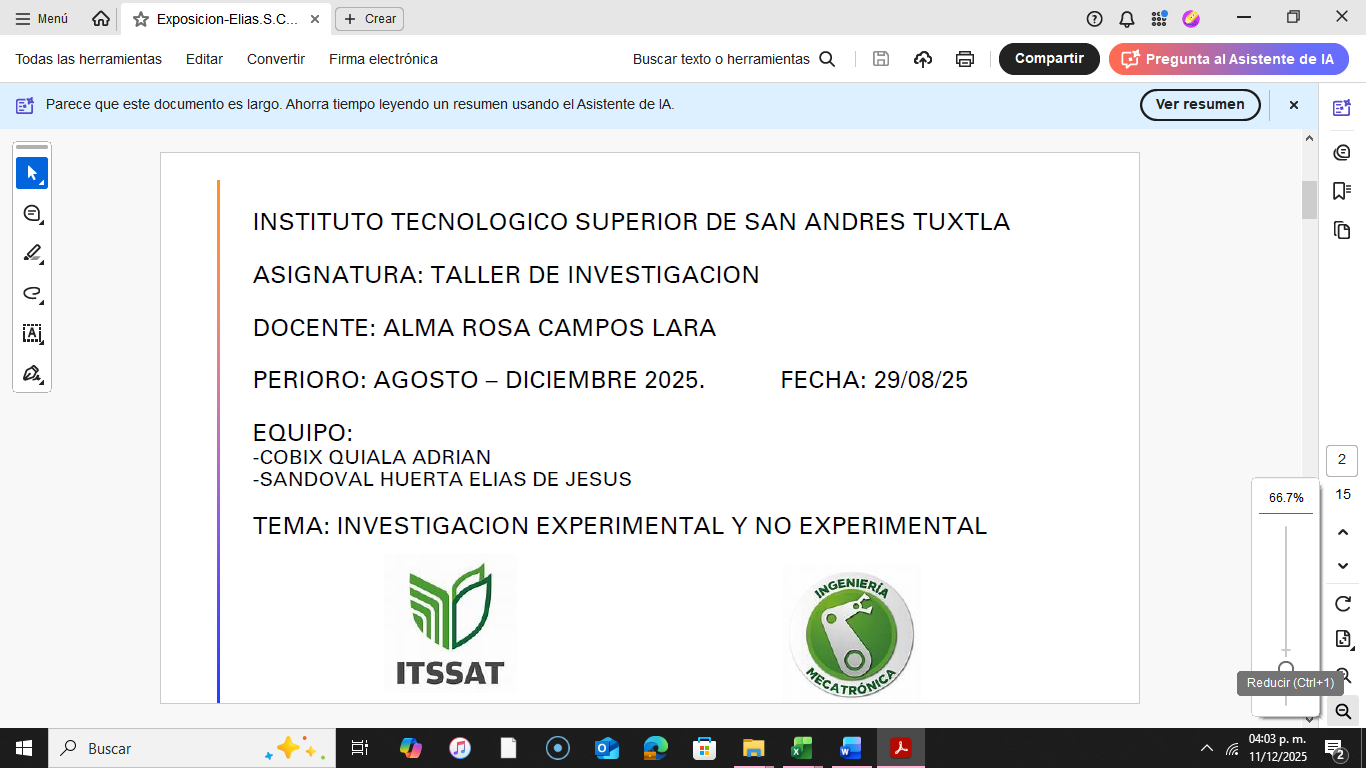 Menú
Exposicion-Elias.S.C...
Crear
Todas las herramientas
Editar
Convertir
Firma electrónica
Buscar texto o herramientas
Compartir
Pregunta al Asistente de IA
Parece que este documento es largo. Ahorra tiempo leyendo un resumen usando el Asistente de IA.
Ver resumen
INSTITUTO TECNOLOGICO SUPERIOR DE SAN ANDRES TUXTLA
ASIGNATURA: TALLER DE INVESTIGACION
DOCENTE: ALMA ROSA CAMPOS LARA
PERIORO: AGOSTO – DICIEMBRE 2025. FECHA: 29/08/25
EQUIPO:
-COBIX QUIALA ADRIAN
-SANDOVAL HUERTA ELIAS DE JESUS
TEMA: INVESTIGACION EXPERIMENTAL Y NO EXPERIMENTAL
ITSSAT
INGENIERÍA
MECATRÓNICA
2
15
66.7%
Reducir (Ctrl+1)
Buscar
04:03 p. m.
11/12/2025
2